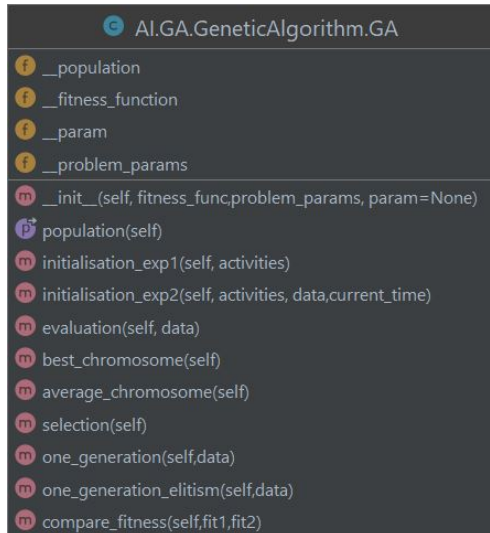 C AI.GA.GeneticAlgorithm.GA
f __population
f __fitness_function
f __param
f __problem_params
m __init__(self, fitness_func,problem_params, param=None)
p population(self)
m initialisation_exp1(self, activities)
m initialisation_exp2(self, activities, data,current_time)
m evaluation(self, data)
m best_chromosome(self)
m average_chromosome(self)
m selection(self)
m one_generation(self,data)
m one_generation_elitism(self,data)
m compare_fitness(self,fit1,fit2)